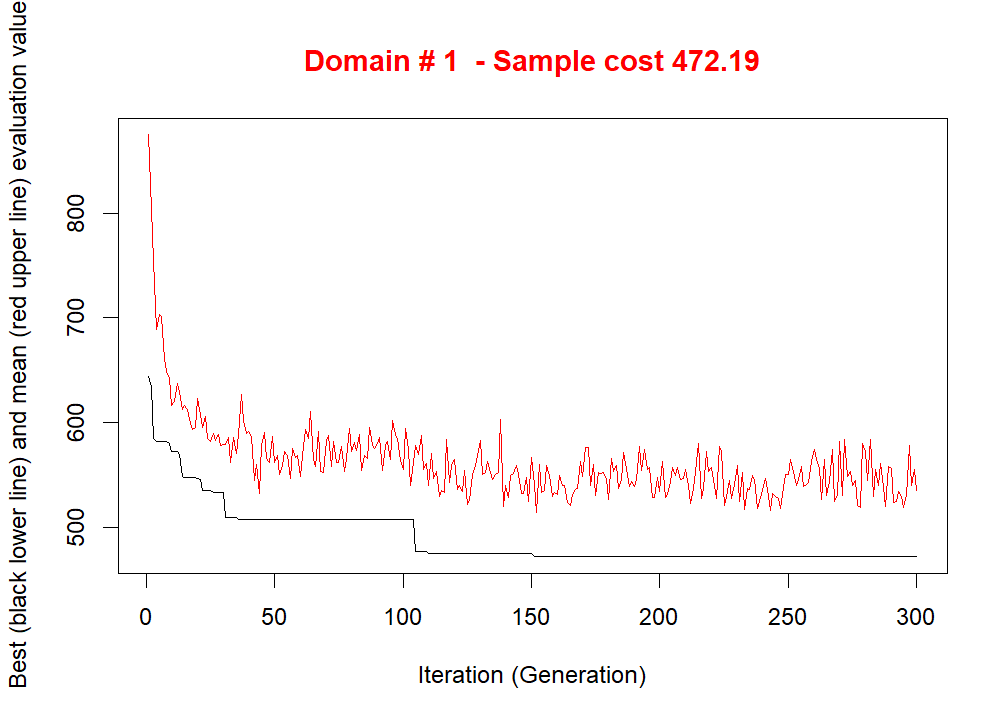 Domain # 1  - Sample cost 472.19
Best (black lower line) and mean (red upper line) evaluation value
800
700
600
500
0 50 100 150 200 250 300
Iteration (Generation)